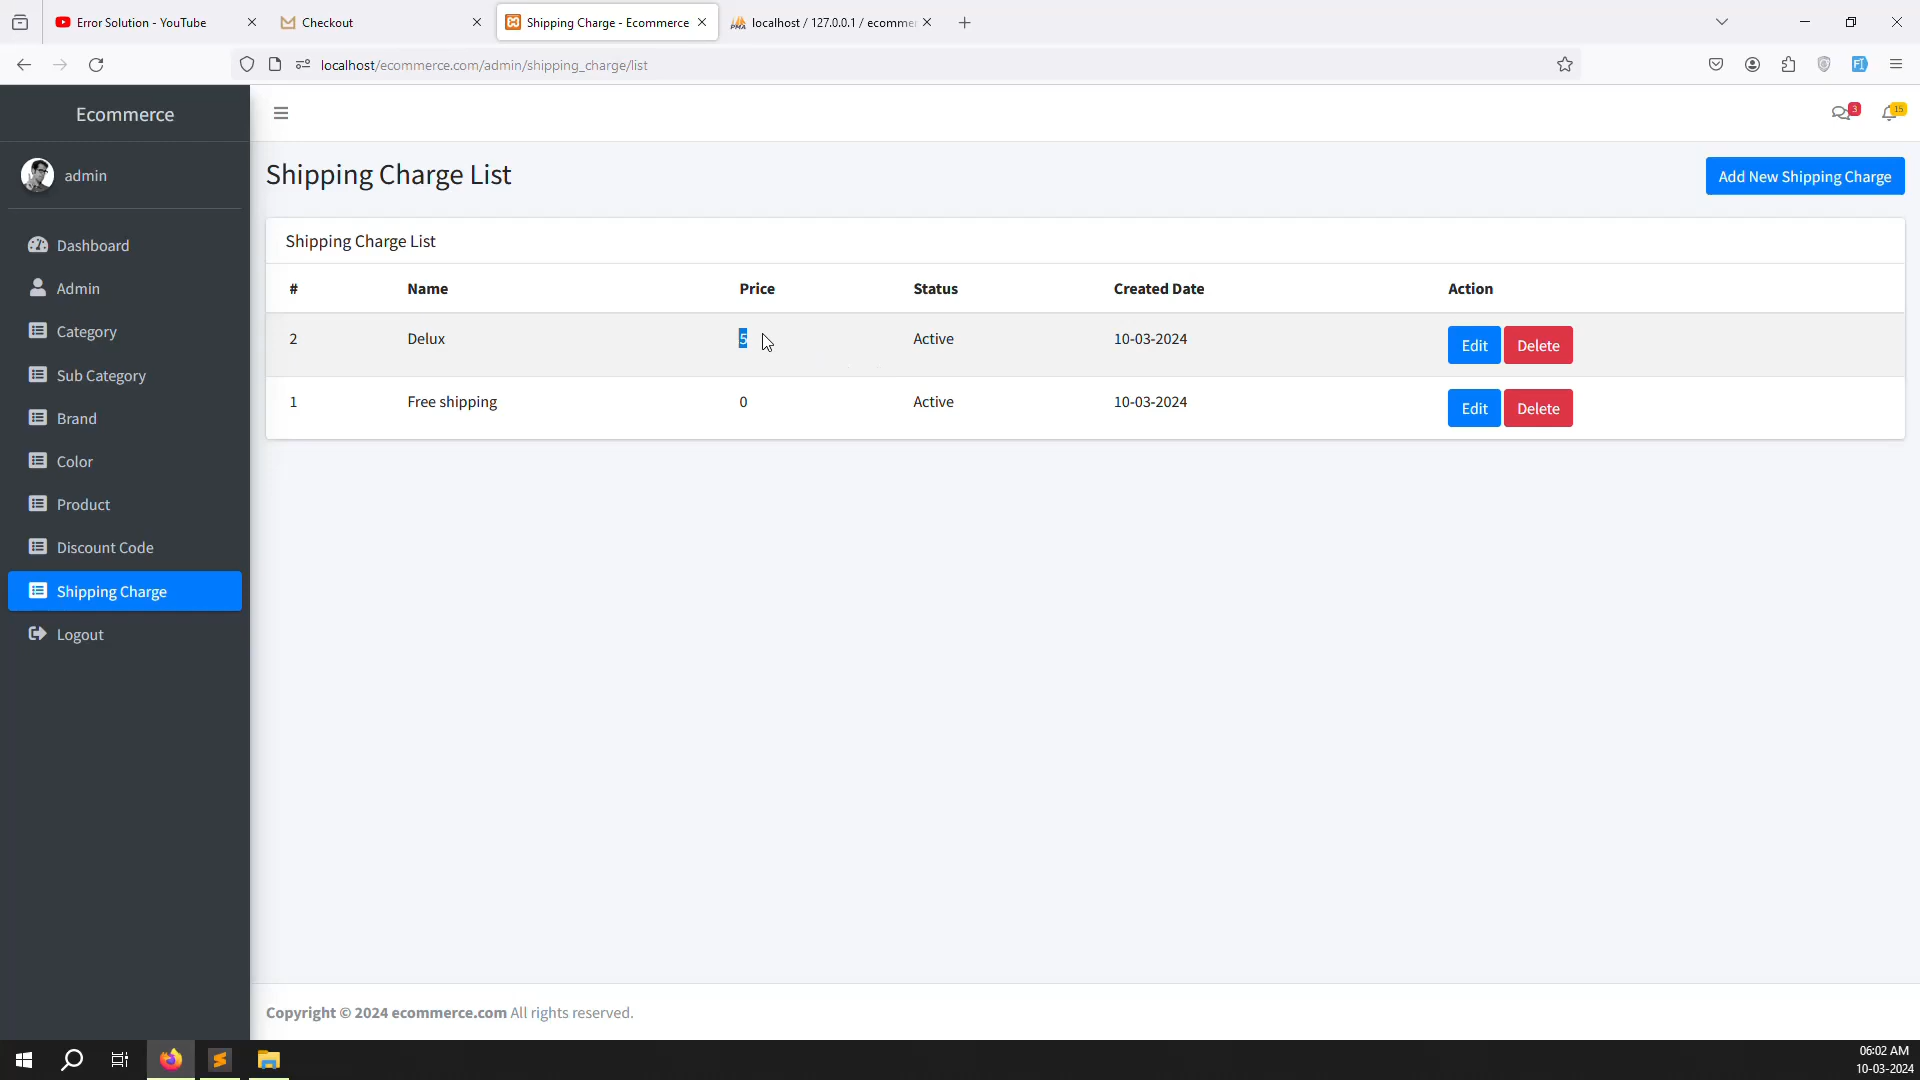 Error Solution - YouTube
Checkout
Shipping Charge - Ecommerce
localhost / 127.0.0.1 / ecomme
localhost/ecommerce.com/admin/shipping_charge/list
Ecommerce
3
15
admin
Shipping Charge List
Add New Shipping Charge
Dashboard
Admin
Category
Sub Category
Brand
Color
Product
Discount Code
Shipping Charge
Logout
Shipping Charge List
# Name Price Status Created Date Action
2 Delux 5 Active 10-03-2024 Edit Delete
1 Free shipping 0 Active 10-03-2024 Edit Delete
Copyright © 2024 ecommerce.com All rights reserved.
06:02 AM
10-03-2024